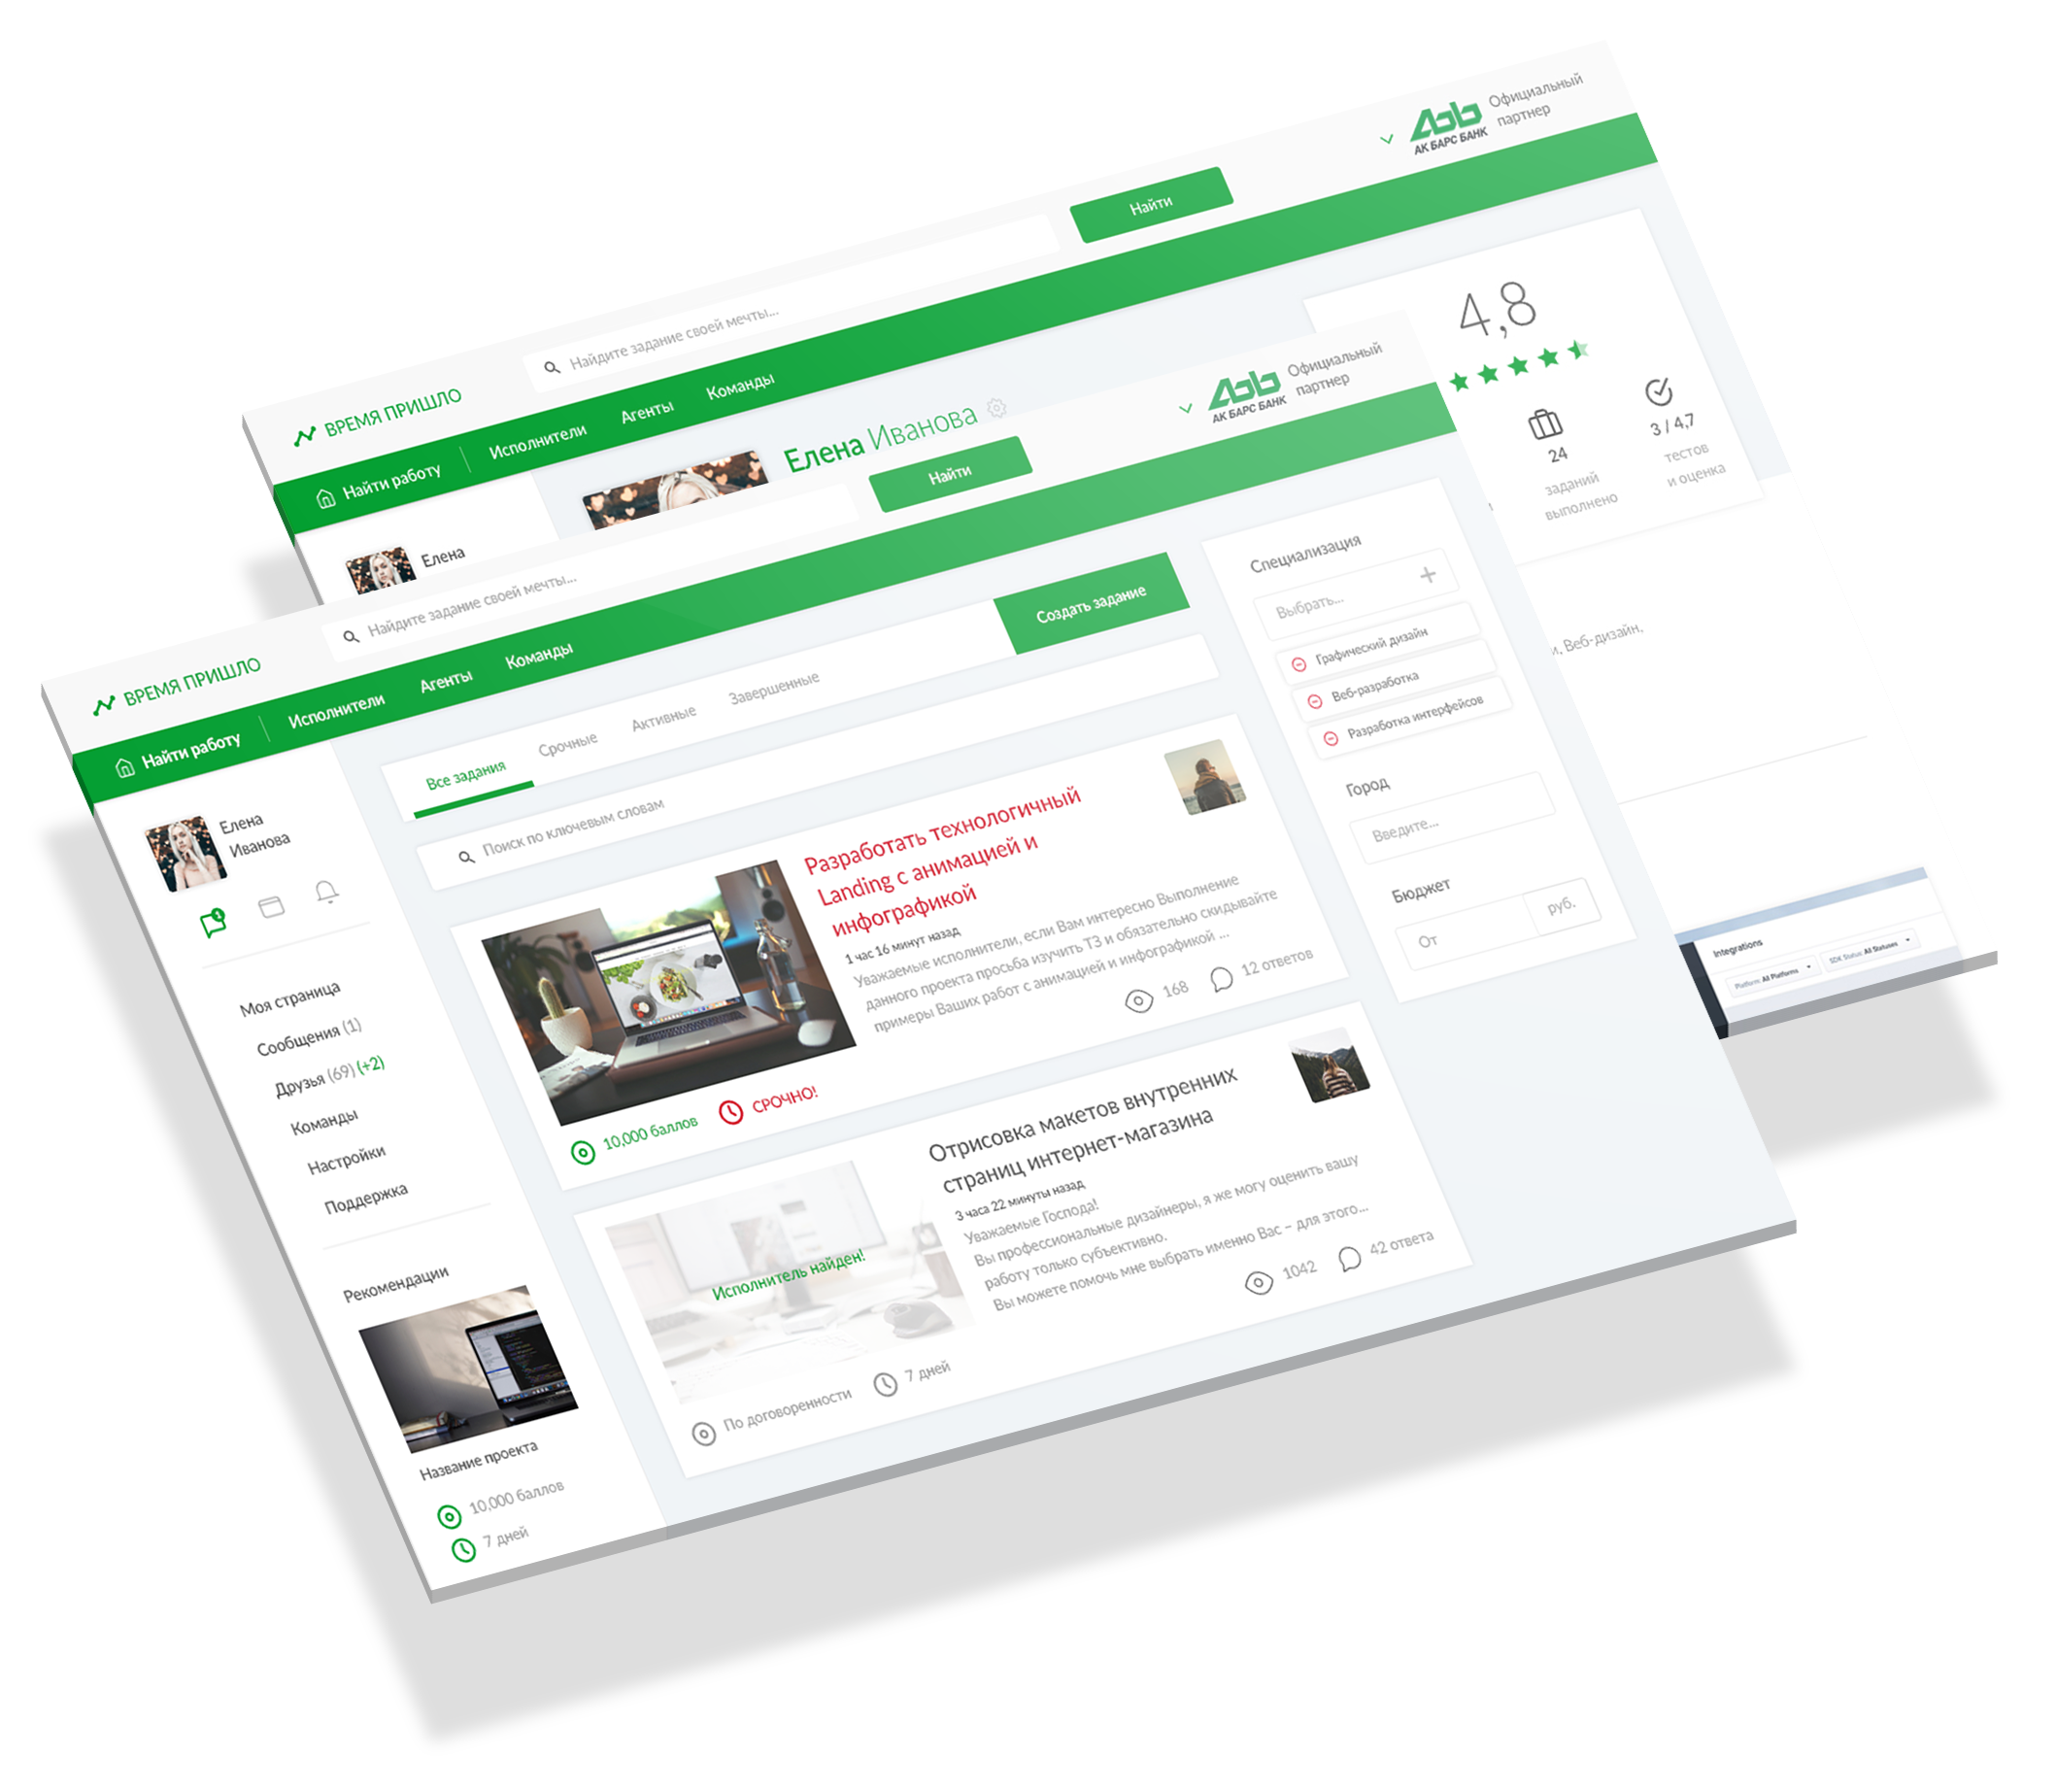 Официальный
партнер
АК БАРС БАНК
Найти
Найдите задание своей мечты...
ВРЕМЯ ПРИШЛО
Найти работу
Исполнители
Агенты
Команды
Елена Иванова
Елена
4,8
24
заданий
выполнено
3 / 4,7
тестов
и оценка
Веб-дизайн,
Integrations
Platform: All Platforms
SDK Status: All Statuses
Официальный
партнер
АК БАРС БАНК
Найти
Найдите задание своей мечты...
ВРЕМЯ ПРИШЛО
Найти работу
Исполнители
Агенты
Команды
Елена
Иванова
1
Моя страница
Сообщения (1)
Друзья (69) (+2)
Команды
Настройки
Поддержка
Рекомендации
Название проекта
10,000 баллов
7 дней
Все задания
Срочные
Активные
Завершенные
Создать задание
Поиск по ключевым словам
Разработать технологичный
Landing с анимацией и
инфографикой
1 час 16 минут назад
Уважаемые исполнители, если Вам интересно Выполнение
данного проекта просьба изучить ТЗ и обязательно скидывайте
примеры Ваших работ с анимацией и инфографикой ...
168
12 ответов
10,000 баллов
СРОЧНО!
Отрисовка макетов внутренних
страниц интернет-магазина
3 часа 22 минуты назад
Уважаемые Господа!
Вы профессиональные дизайнеры, я же могу оценить вашу
работу только субъективно.
Вы можете помочь мне выбрать именно Вас – для этого...
1042
42 ответа
Исполнитель найден!
По договоренности
7 дней
Специализация
Выбрать...
Графический дизайн
Веб-разработка
Разработка интерфейсов
Город
Введите...
Бюджет
От
руб.